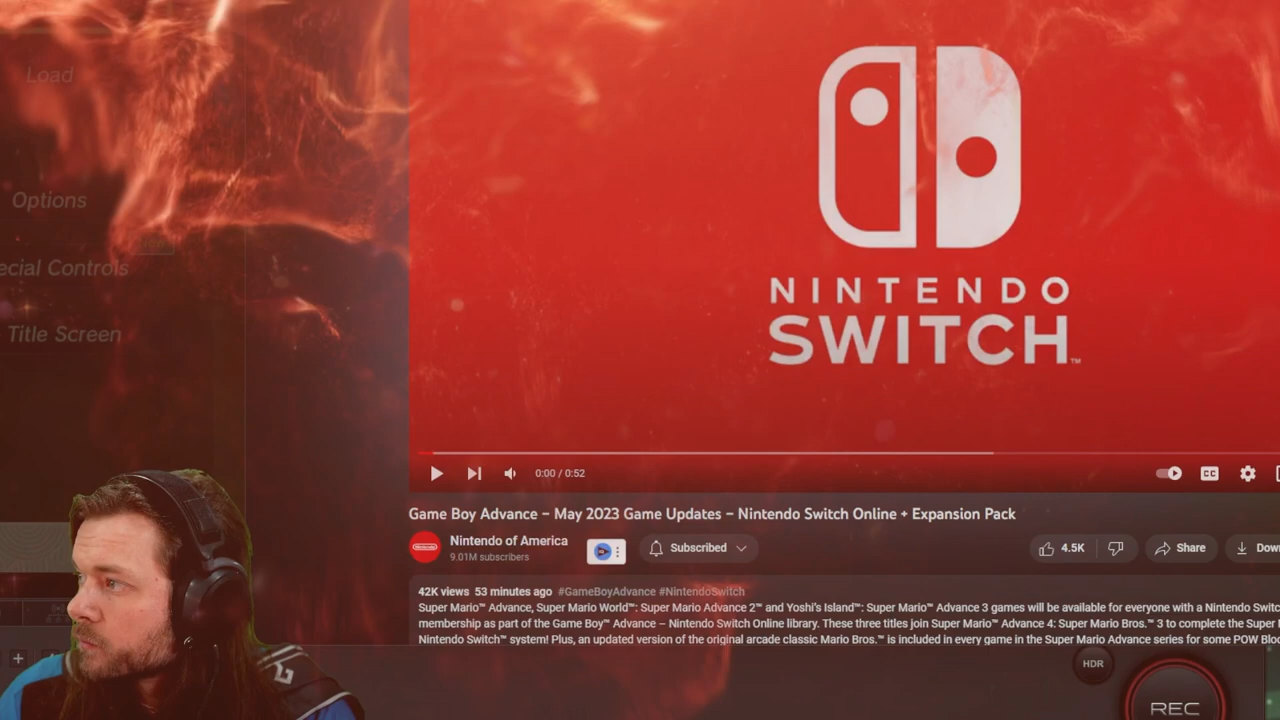 Load
Options
ecial Controls
Title Screen
NINTENDO
SWITCH™
0:00 / 0:52
CC
Game Boy Advance – May 2023 Game Updates – Nintendo Switch Online + Expansion Pack
Nintendo
Nintendo of America
9.01M subscribers
Subscribed
4.5K
Share
Dow
42K views 53 minutes ago #GameBoyAdvance #NintendoSwitch
Super Mario™ Advance, Super Mario World™: Super Mario Advance 2™ and Yoshi's Island™: Super Mario™ Advance 3 games will be available for everyone with a Nintendo Switc
membership as part of the Game Boy™ Advance – Nintendo Switch Online library. These three titles join Super Mario™ Advance 4: Super Mario Bros.™ 3 to complete the Super
Nintendo Switch™ system! Plus, an updated version of the original arcade classic Mario Bros.™ is included in every game in the Super Mario Advance series for some POW Bloc
HDR
REC